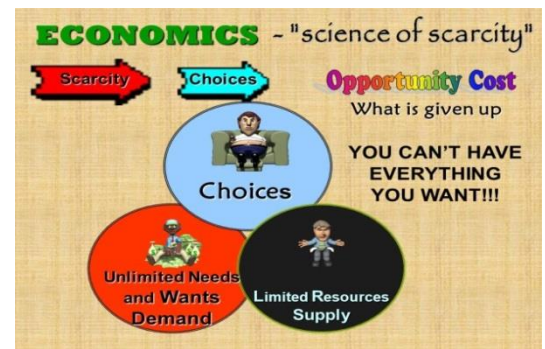 ECONOMICS - "science of scarcity"
Scarcity
Choices
Opportunity Cost
What is given up
YOU CAN'T HAVE
EVERYTHING
YOU WANT!!!
Choices
Unlimited Needs
and Wants
Demand
Limited Resources
Supply